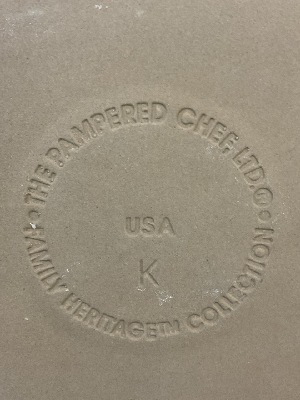 • THE PAMPERED CHEF, LTD.® •
USA
K
FAMILY HERITAGE™ COLLECTION